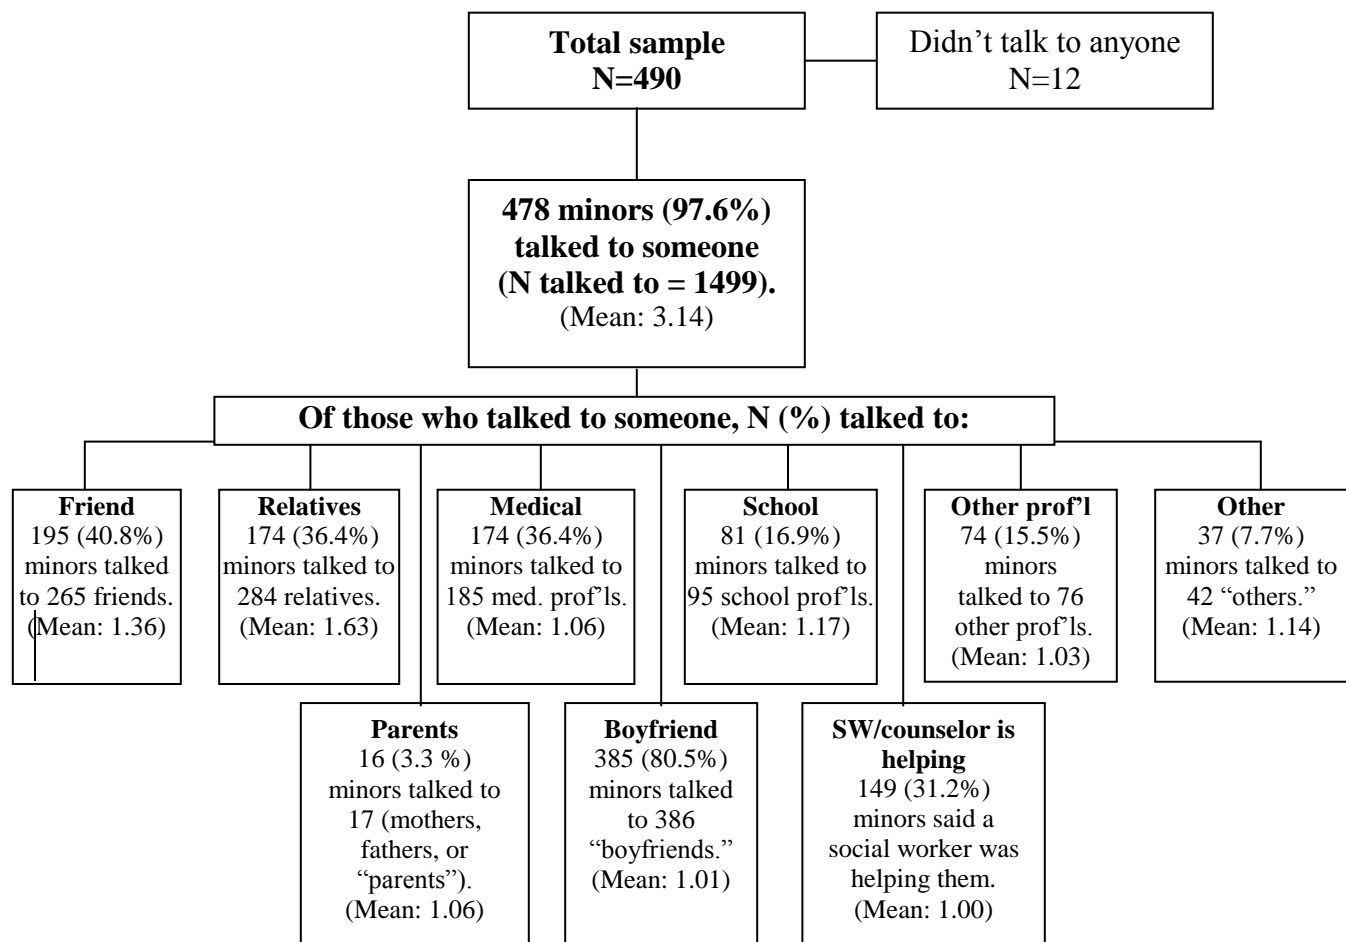 Total sample
N=490
Didn’t talk to anyone
N=12
478 minors (97.6%)
talked to someone
(N talked to = 1499).
(Mean: 3.14)
Of those who talked to someone, N (%) talked to:
Friend
195 (40.8%)
minors talked
to 265 friends.
(Mean: 1.36)
Relatives
174 (36.4%)
minors talked to
284 relatives.
(Mean: 1.63)
Medical
174 (36.4%)
minors talked to
185 med. prof’ls.
(Mean: 1.06)
School
81 (16.9%)
minors talked to
95 school prof’ls.
(Mean: 1.17)
Other prof’l
74 (15.5%)
minors
talked to 76
other prof’ls.
(Mean: 1.03)
Other
37 (7.7%)
minors talked to
42 “others.”
(Mean: 1.14)
Parents
16 (3.3 %)
minors talked to
17 (mothers,
fathers, or
“parents”).
(Mean: 1.06)
Boyfriend
385 (80.5%)
minors talked
to 386
“boyfriends.”
(Mean: 1.01)
SW/counselor is
helping
149 (31.2%)
minors said a
social worker was
helping them.
(Mean: 1.00)